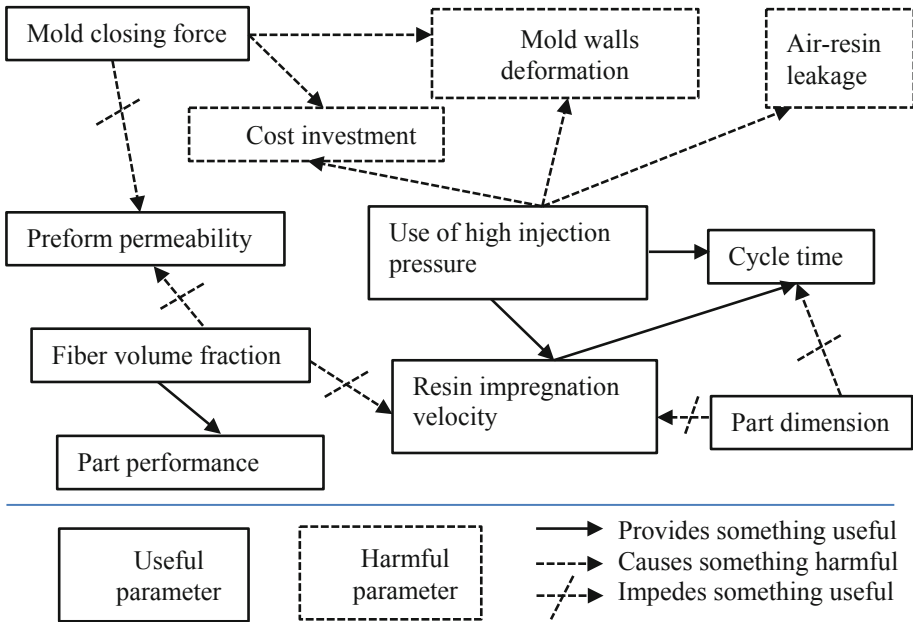 Mold closing force
Mold walls
deformation
Air-resin
leakage
Cost investment
Preform permeability
Use of high injection
pressure
Cycle time
Fiber volume fraction
Resin impregnation
velocity
Part dimension
Part performance
Useful
parameter
Harmful
parameter
Provides something useful
Causes something harmful
Impedes something useful